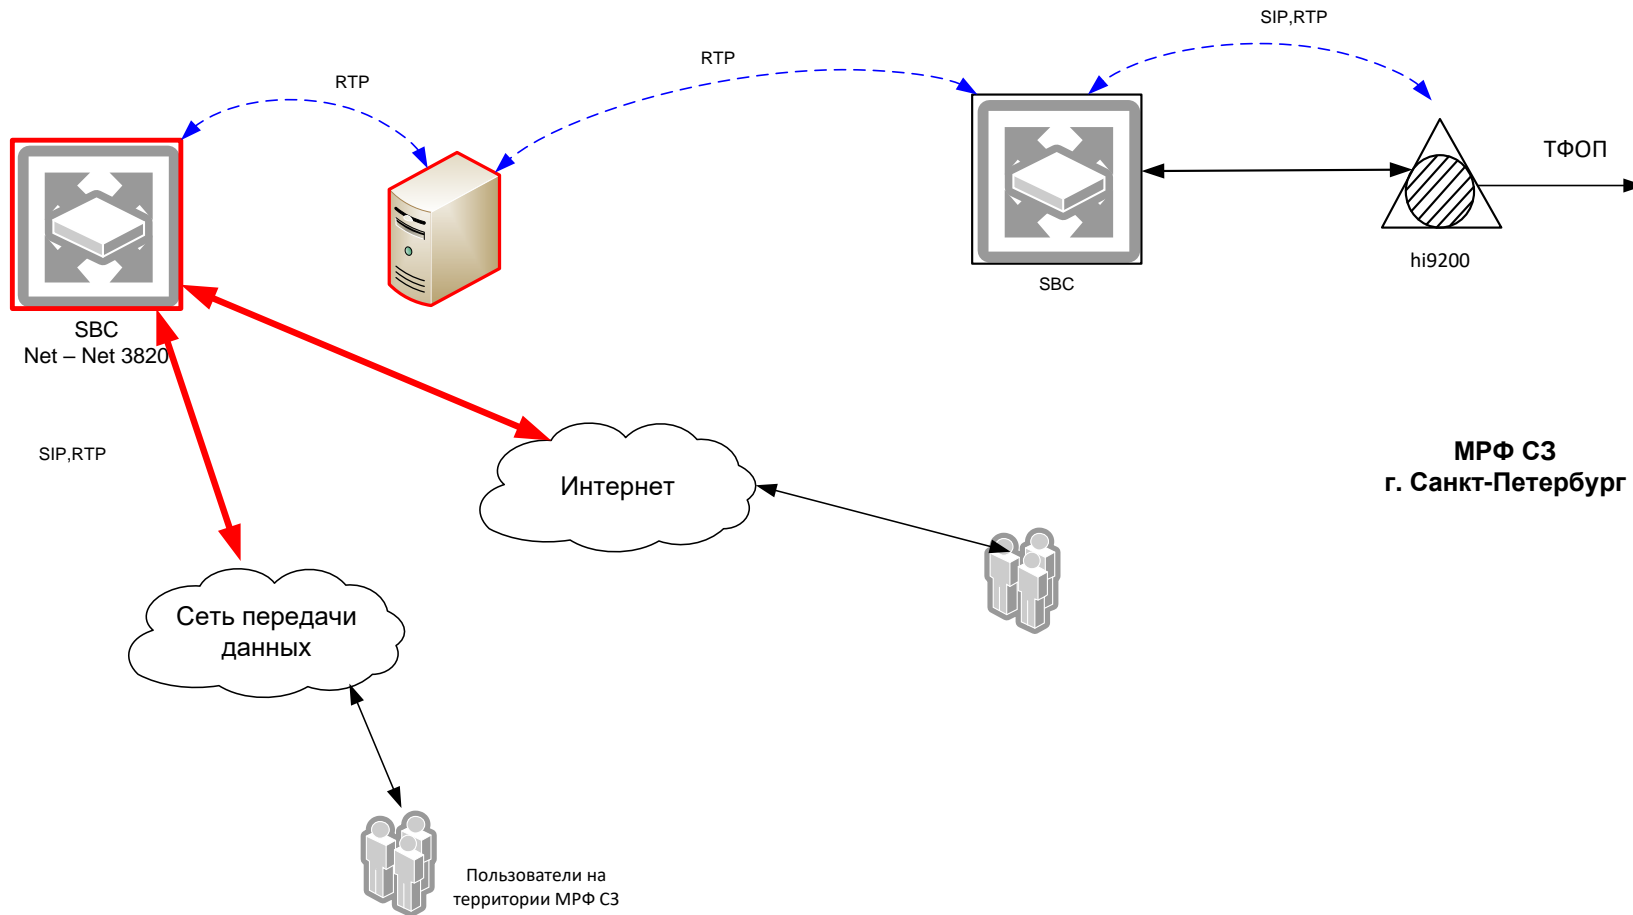 SIP,RTP
RTP
RTP
ТФОП
hi9200
SBC
SBC
Net – Net 3820
SIP,RTP
МРФ СЗ
г. Санкт-Петербург
Интернет
Сеть передачи
данных
Пользователи на
территории МРФ СЗ